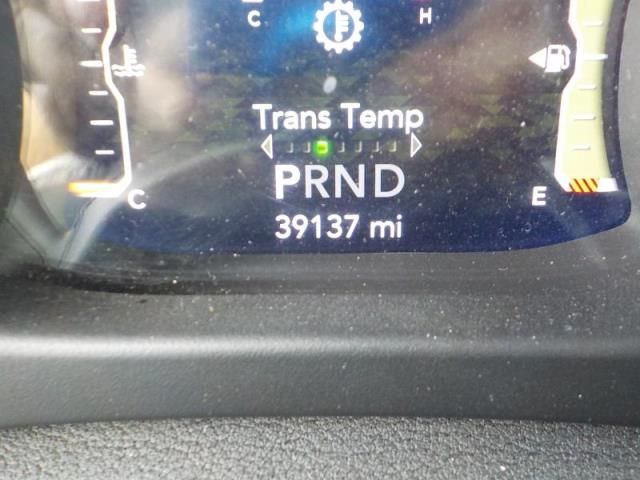 C H
Trans Temp
PRND
C E
39137 mi